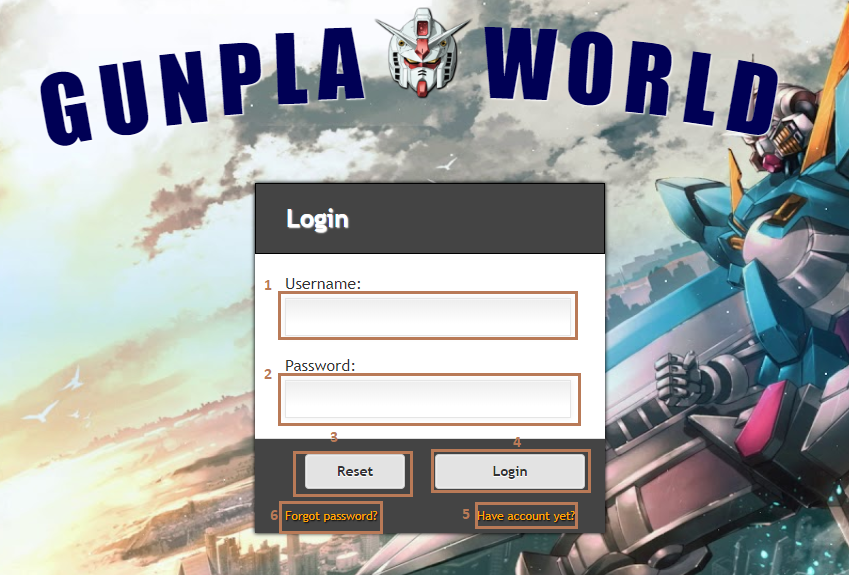 GUNPLA WORLD
Login
1 Username:
2 Password:
3 4
Reset Login
6 Forgot password? 5 Have account yet?